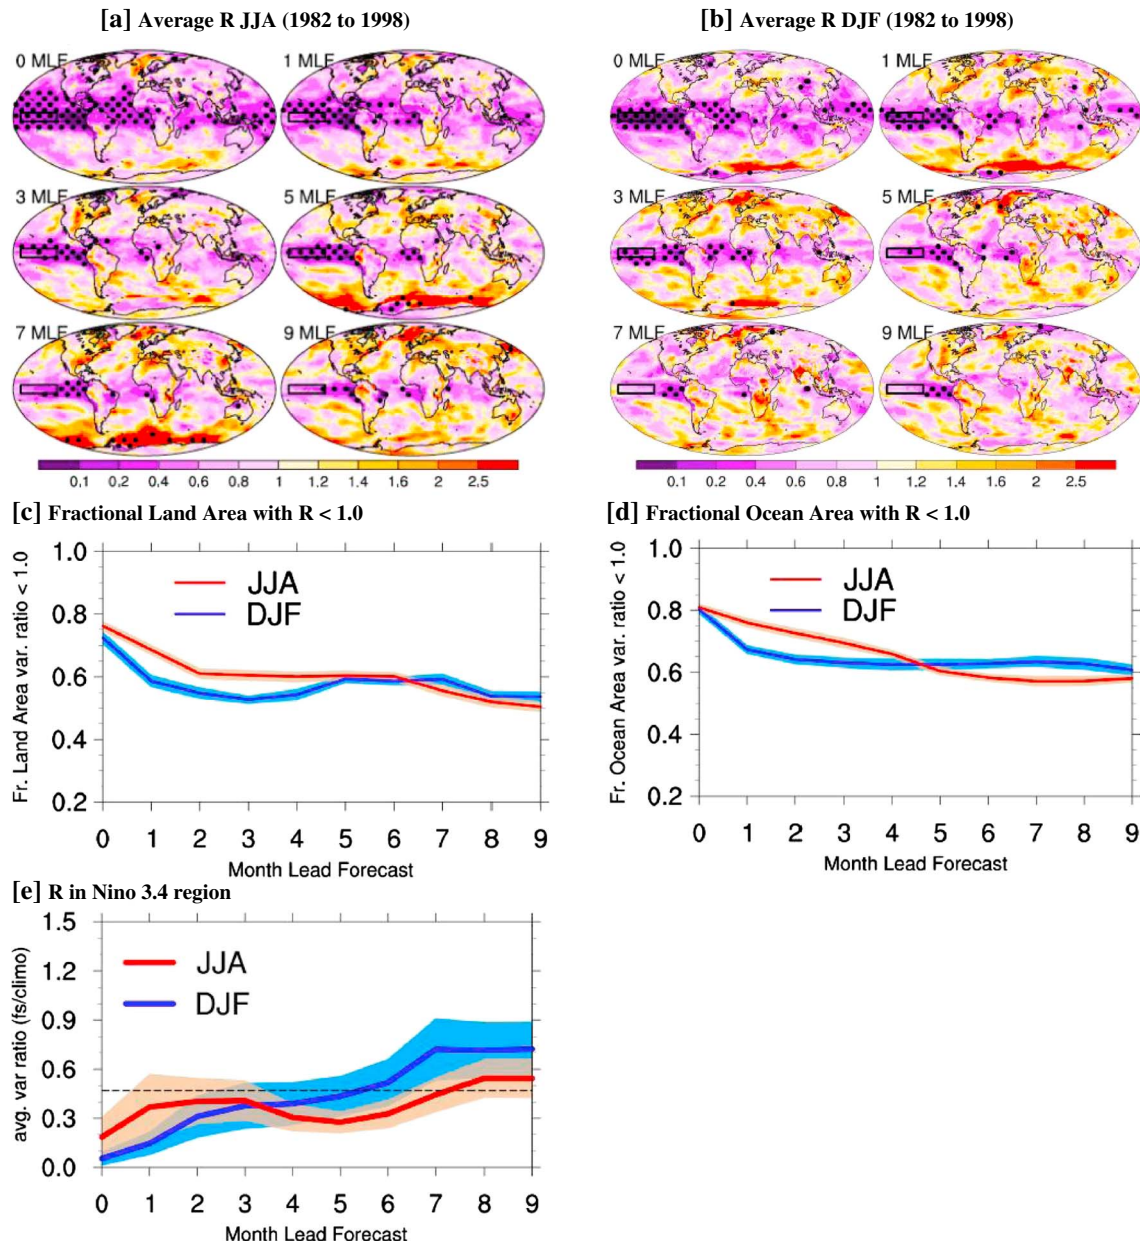 [a] Average R JJA (1982 to 1998)
[b] Average R DJF (1982 to 1998)
0 MLF
1 MLF
0 MLF
1 MLF
3 MLF
5 MLF
3 MLF
5 MLF
7 MLF
9 MLF
7 MLF
9 MLF
0.1 0.2 0.4 0.6 0.8 1 1.2 1.4 1.6 2 2.5
0.1 0.2 0.4 0.6 0.8 1 1.2 1.4 1.6 2 2.5
[c] Fractional Land Area with R < 1.0
Fr. Land Area var. ratio < 1.0
1.0
0.8
0.6
0.4
0.2
JJA
DJF
0 1 2 3 4 5 6 7 8 9
Month Lead Forecast
[d] Fractional Ocean Area with R < 1.0
Fr. Ocean Area var. ratio < 1.0
1.0
0.8
0.6
0.4
0.2
JJA
DJF
0 1 2 3 4 5 6 7 8 9
Month Lead Forecast
[e] R in Nino 3.4 region
avg. var ratio (fs/climo)
1.5
1.2
0.9
0.6
0.3
0.0
JJA
DJF
0 1 2 3 4 5 6 7 8 9
Month Lead Forecast